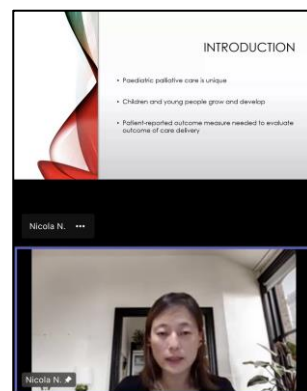 INTRODUCTION
• Paediatric palliative care is unique
• Children and young people grow and develop
• Patient-reported outcome measure needed to evaluate
outcome of care delivery
Nicola N. •••
Nicola N.